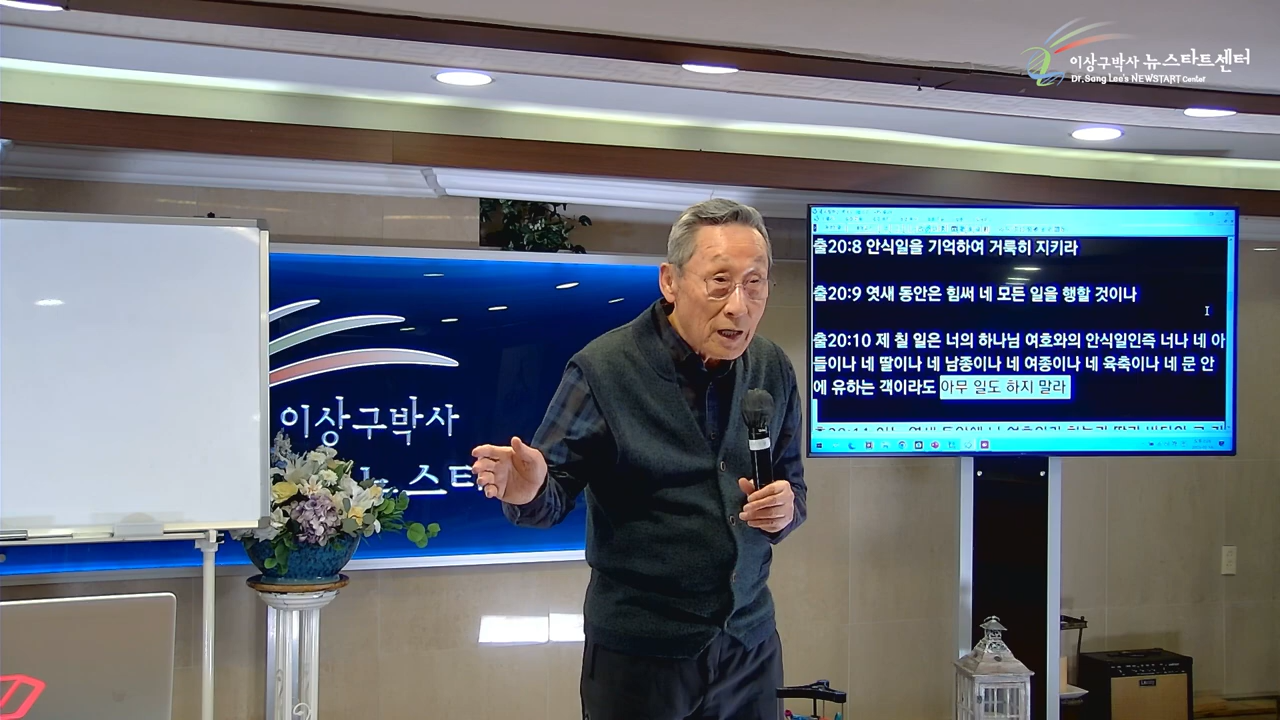 이상구박사 뉴스타트센터
Dr. Sang Lee's NEWSTART Center
출20:8 안식일을 기억하여 거룩히 지키라
출20:9 엿새 동안은 힘써 네 모든 일을 행할 것이나
출20:10 제 칠 일은 너의 하나님 여호와의 안식일인즉 너나 네 아
들이나 네 딸이나 네 남종이나 네 여종이나 네 육축이나 네 문 안
에 유하는 객이라도 아무 일도 하지 말라
이상구박사
스타